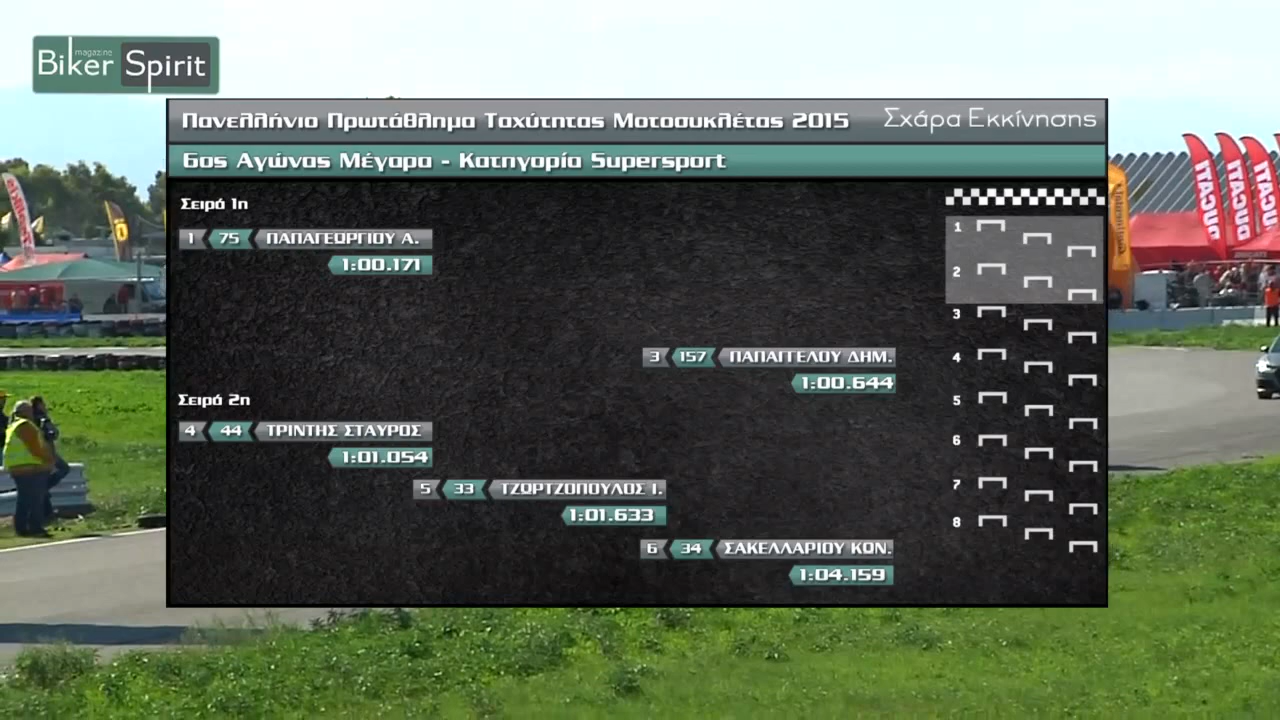 Biker magazine Spirit
Πανελλήνιο Πρωτάθλημα Ταχύτητας Μοτοσυκλέτας 2015
Σχάρα Εκκίνησης
6ος Αγώνας Μέγαρα - Κατηγορία Supersport
Σειρά 1η
1 75 ΠΑΠΑΓΕΩΡΓΙΟΥ Α.
1:00.171
3 157 ΠΑΠΑΓΓΕΛΟΥ ΔΗΜ.
1:00.644
Σειρά 2η
4 44 ΤΡΙΝΤΗΣ ΣΤΑΥΡΟΣ
1:01.054
5 33 ΤΖΩΡΤΖΟΠΟΥΛΟΣ Ι.
1:01.633
6 34 ΣΑΚΕΛΛΑΡΙΟΥ ΚΩΝ.
1:04.159
1
2
3
4
5
6
7
8
DUCATI
DUCATI
DUCATI